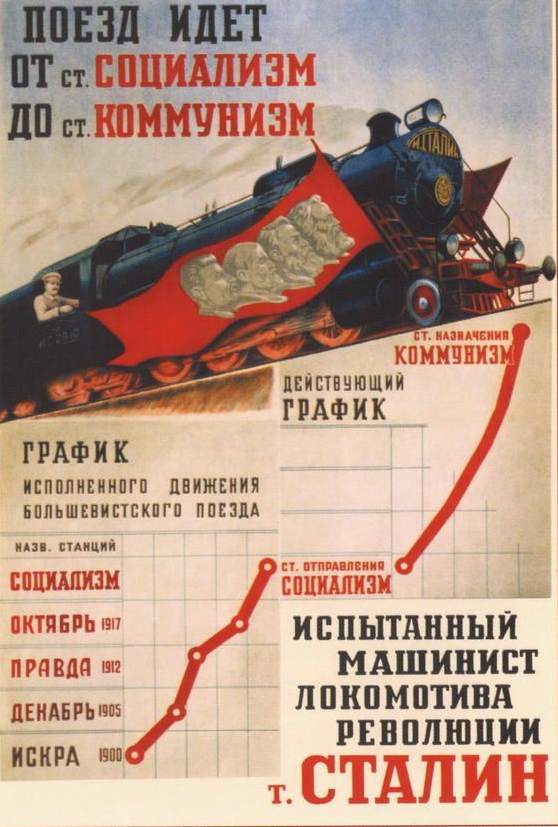 ПОЕЗД ИДЕТ
ОТ СТ. СОЦИАЛИЗМ
ДО СТ. КОММУНИЗМ
И.СТАЛИН
СТ. НАЗНАЧЕНИЯ
КОММУНИЗМ
ДЕЙСТВУЮЩИЙ
ГРАФИК
ГРАФИК
ИСПОЛНЕННОГО ДВИЖЕНИЯ
БОЛЬШЕВИСТСКОГО ПОЕЗДА
НАЗВ. СТАНЦИЙ
СОЦИАЛИЗМ
ОКТЯБРЬ 1917
ПРАВДА 1912
ДЕКАБРЬ 1905
ИСКРА 1900
СТ. ОТПРАВЛЕНИЯ
СОЦИАЛИЗМ
ИСПЫТАННЫЙ
МАШИНИСТ
ЛОКОМОТИВА
РЕВОЛЮЦИИ
Т. СТАЛИН